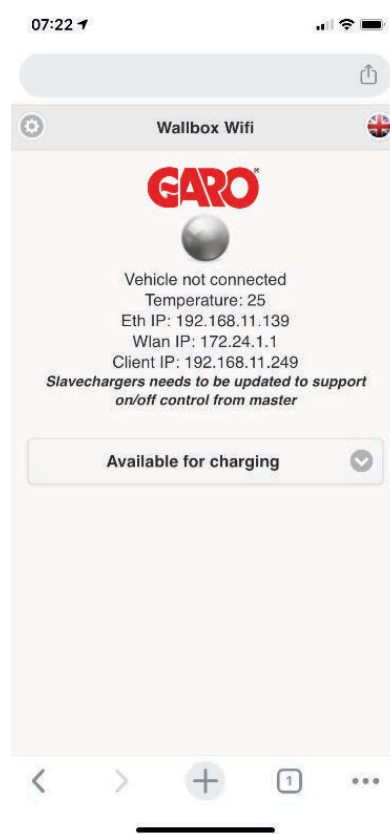 07:22
Wallbox Wifi
GARO
Vehicle not connected
Temperature: 25
Eth IP: 192.168.11.139
Wlan IP: 172.24.1.1
Client IP: 192.168.11.249
Slavechargers needs to be updated to support
on/off control from master
Available for charging
1